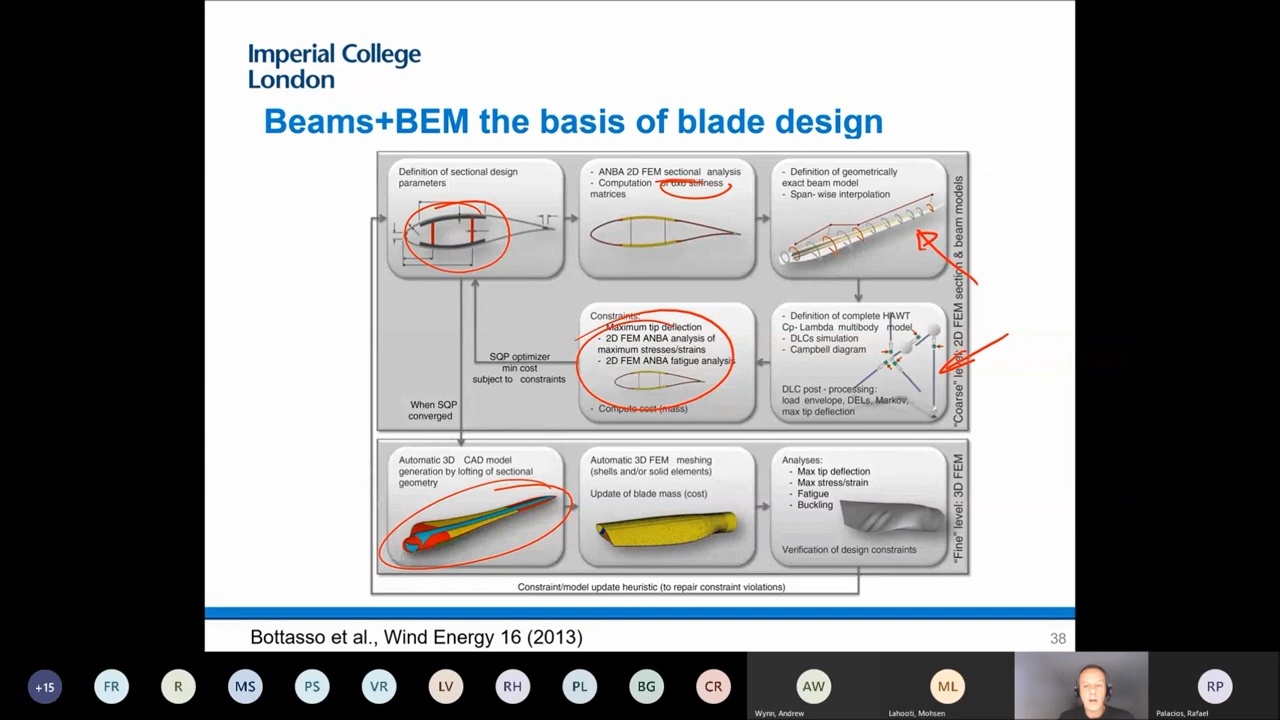 Imperial College
London
Beams+BEM the basis of blade design
Definition of sectional design
parameters
- ANBA 2D FEM sectional analysis
- Computation of 6x6 stiffness
matrices
- Definition of geometrically
exact beam model
- Span- wise interpolation
"Coarse" level: 2D FEM section & beam models
Constraints:
- Maximum tip deflection
- 2D FEM ANBA analysis of
maximum stresses/strains
- 2D FEM ANBA fatigue analysis
- Compute cost (mass)
- Definition of complete HAWT
Cp- Lambda multibody model
- DLCs simulation
- Campbell diagram
DLC post - processing:
load envelope, DELs, Markov,
max tip deflection
SQP optimizer
min cost
subject to constraints
When SQP
converged
Automatic 3D CAD model
generation by lofting of sectional
geometry
Automatic 3D FEM meshing
(shells and/or solid elements)
Update of blade mass (cost)
Analyses:
- Max tip deflection
- Max stress/strain
- Fatigue
- Buckling
Verification of design constraints
"Fine" level: 3D FEM
Constraint/model update heuristic (to repair constraint violations)
Bottasso et al., Wind Energy 16 (2013)
38
+15
FR
R
MS
PS
VR
LV
RH
PL
BG
CR
AW
Wynn, Andrew
ML
Lahooti, Mohsen
RP
Palacios, Rafael